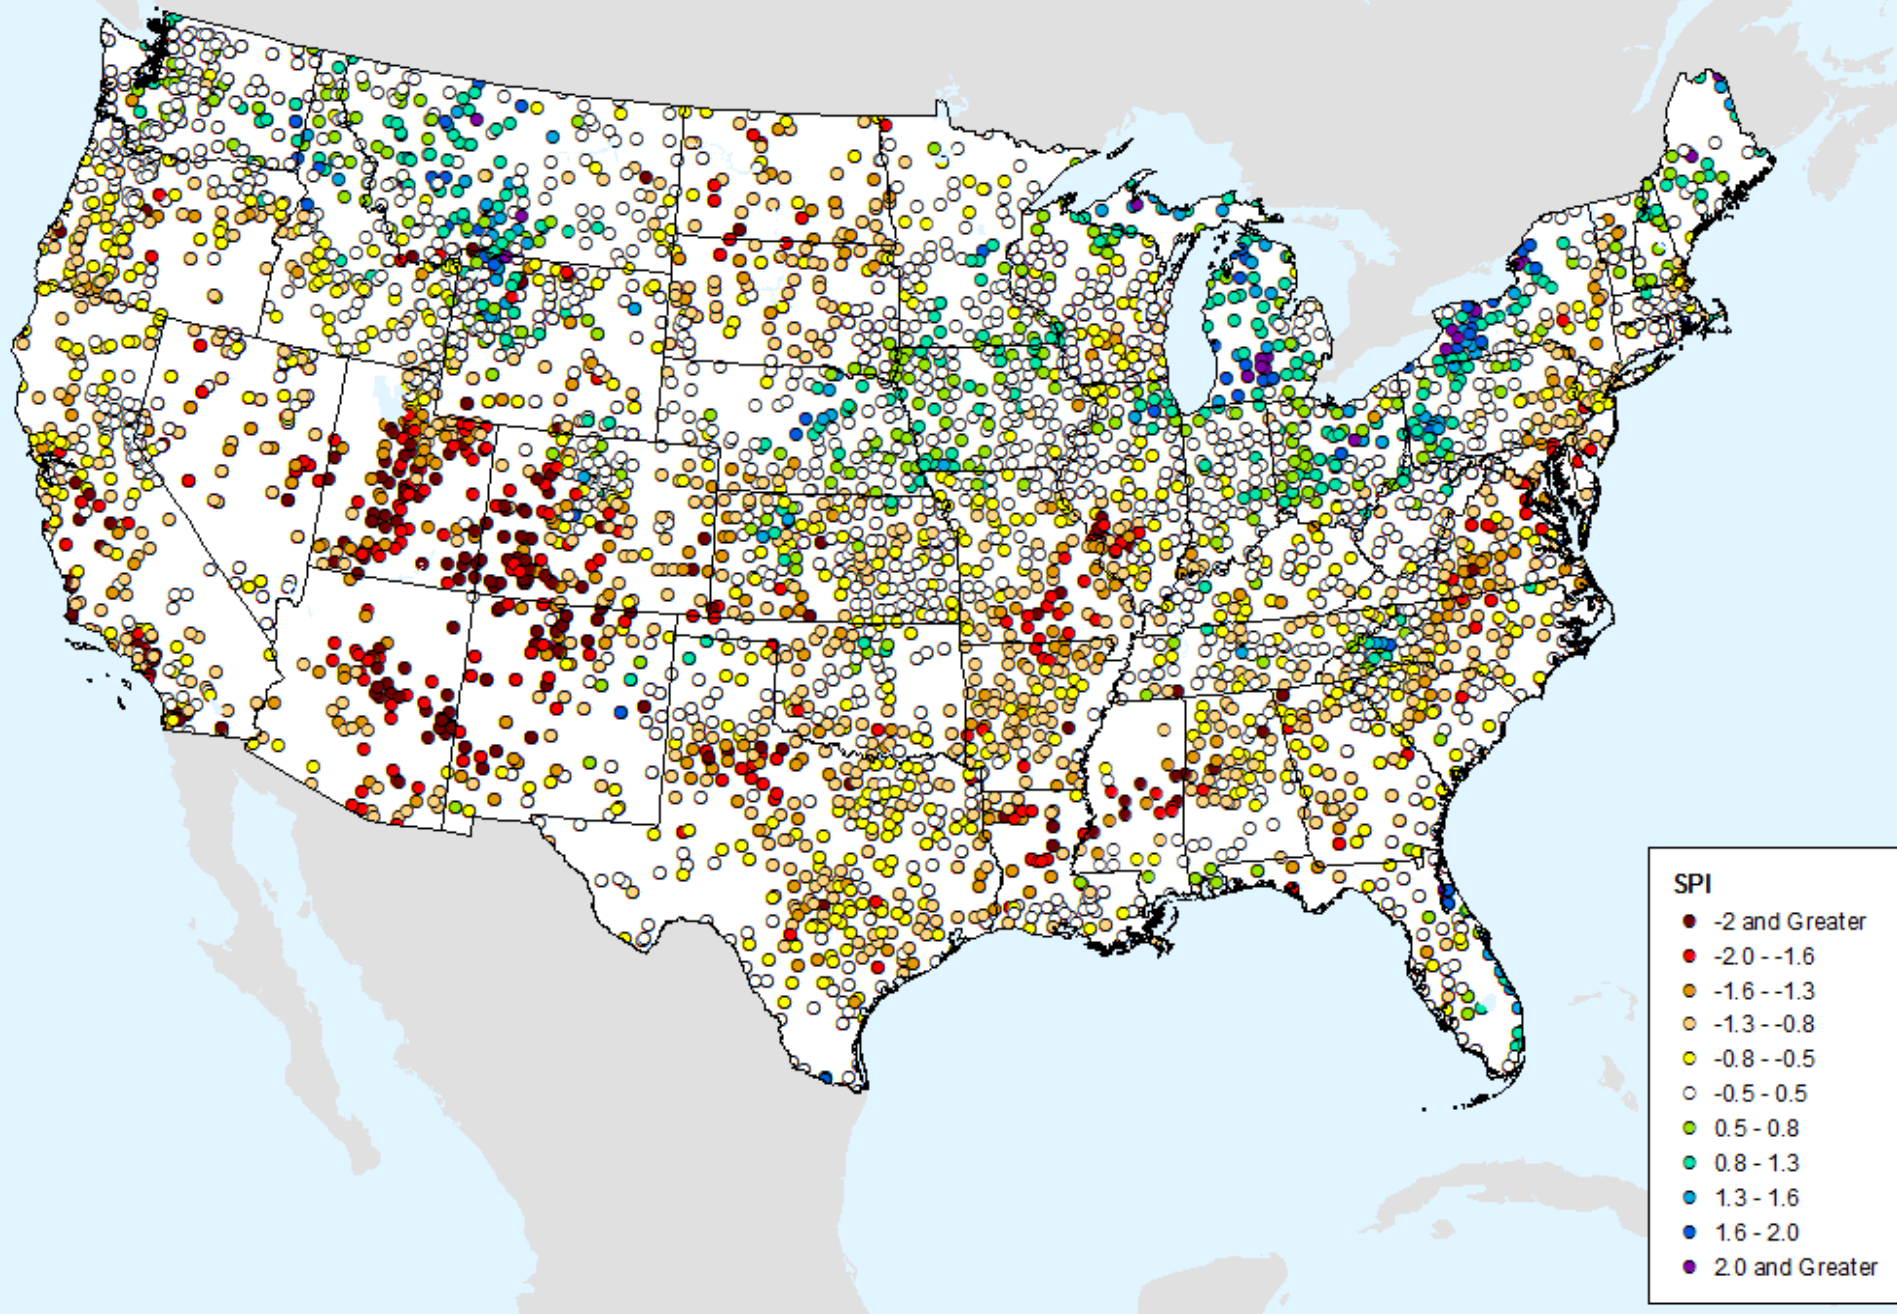 SPI
-2 and Greater
-2.0 - -1.6
-1.6 - -1.3
-1.3 - -0.8
-0.8 - -0.5
-0.5 - 0.5
0.5 - 0.8
0.8 - 1.3
1.3 - 1.6
1.6 - 2.0
2.0 and Greater